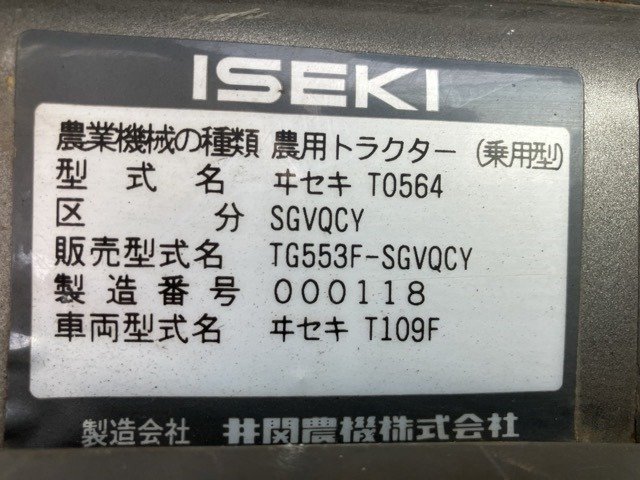 ISEKI
農業機械の種類 農用トラクター (乗用型)
型式名 ヰセキ T0564
区分 SGVQCY
販売型式名 TG553F-SGVQCY
製造番号 000118
車両型式名 ヰセキ T109F
製造会社 井関農機株式会社